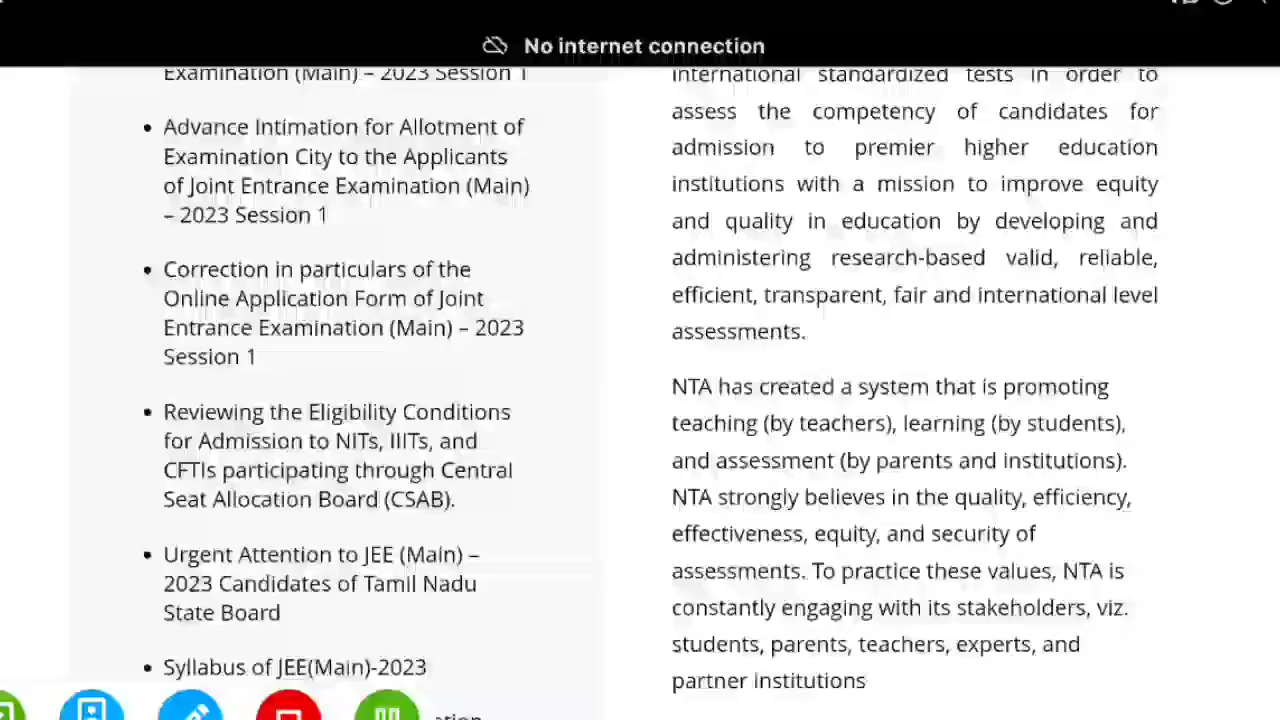 No internet connection
Examination (Main) – 2023 Session 1
Advance Intimation for Allotment of
Examination City to the Applicants
of Joint Entrance Examination (Main)
– 2023 Session 1
Correction in particulars of the
Online Application Form of Joint
Entrance Examination (Main) – 2023
Session 1
Reviewing the Eligibility Conditions
for Admission to NITs, IIITs, and
CFTIs participating through Central
Seat Allocation Board (CSAB).
Urgent Attention to JEE (Main) –
2023 Candidates of Tamil Nadu
State Board
Syllabus of JEE(Main)-2023
international standardized tests in order to
assess the competency of candidates for
admission to premier higher education
institutions with a mission to improve equity
and quality in education by developing and
administering research-based valid, reliable,
efficient, transparent, fair and international level
assessments.
NTA has created a system that is promoting
teaching (by teachers), learning (by students),
and assessment (by parents and institutions).
NTA strongly believes in the quality, efficiency,
effectiveness, equity, and security of
assessments. To practice these values, NTA is
constantly engaging with its stakeholders, viz.
students, parents, teachers, experts, and
partner institutions